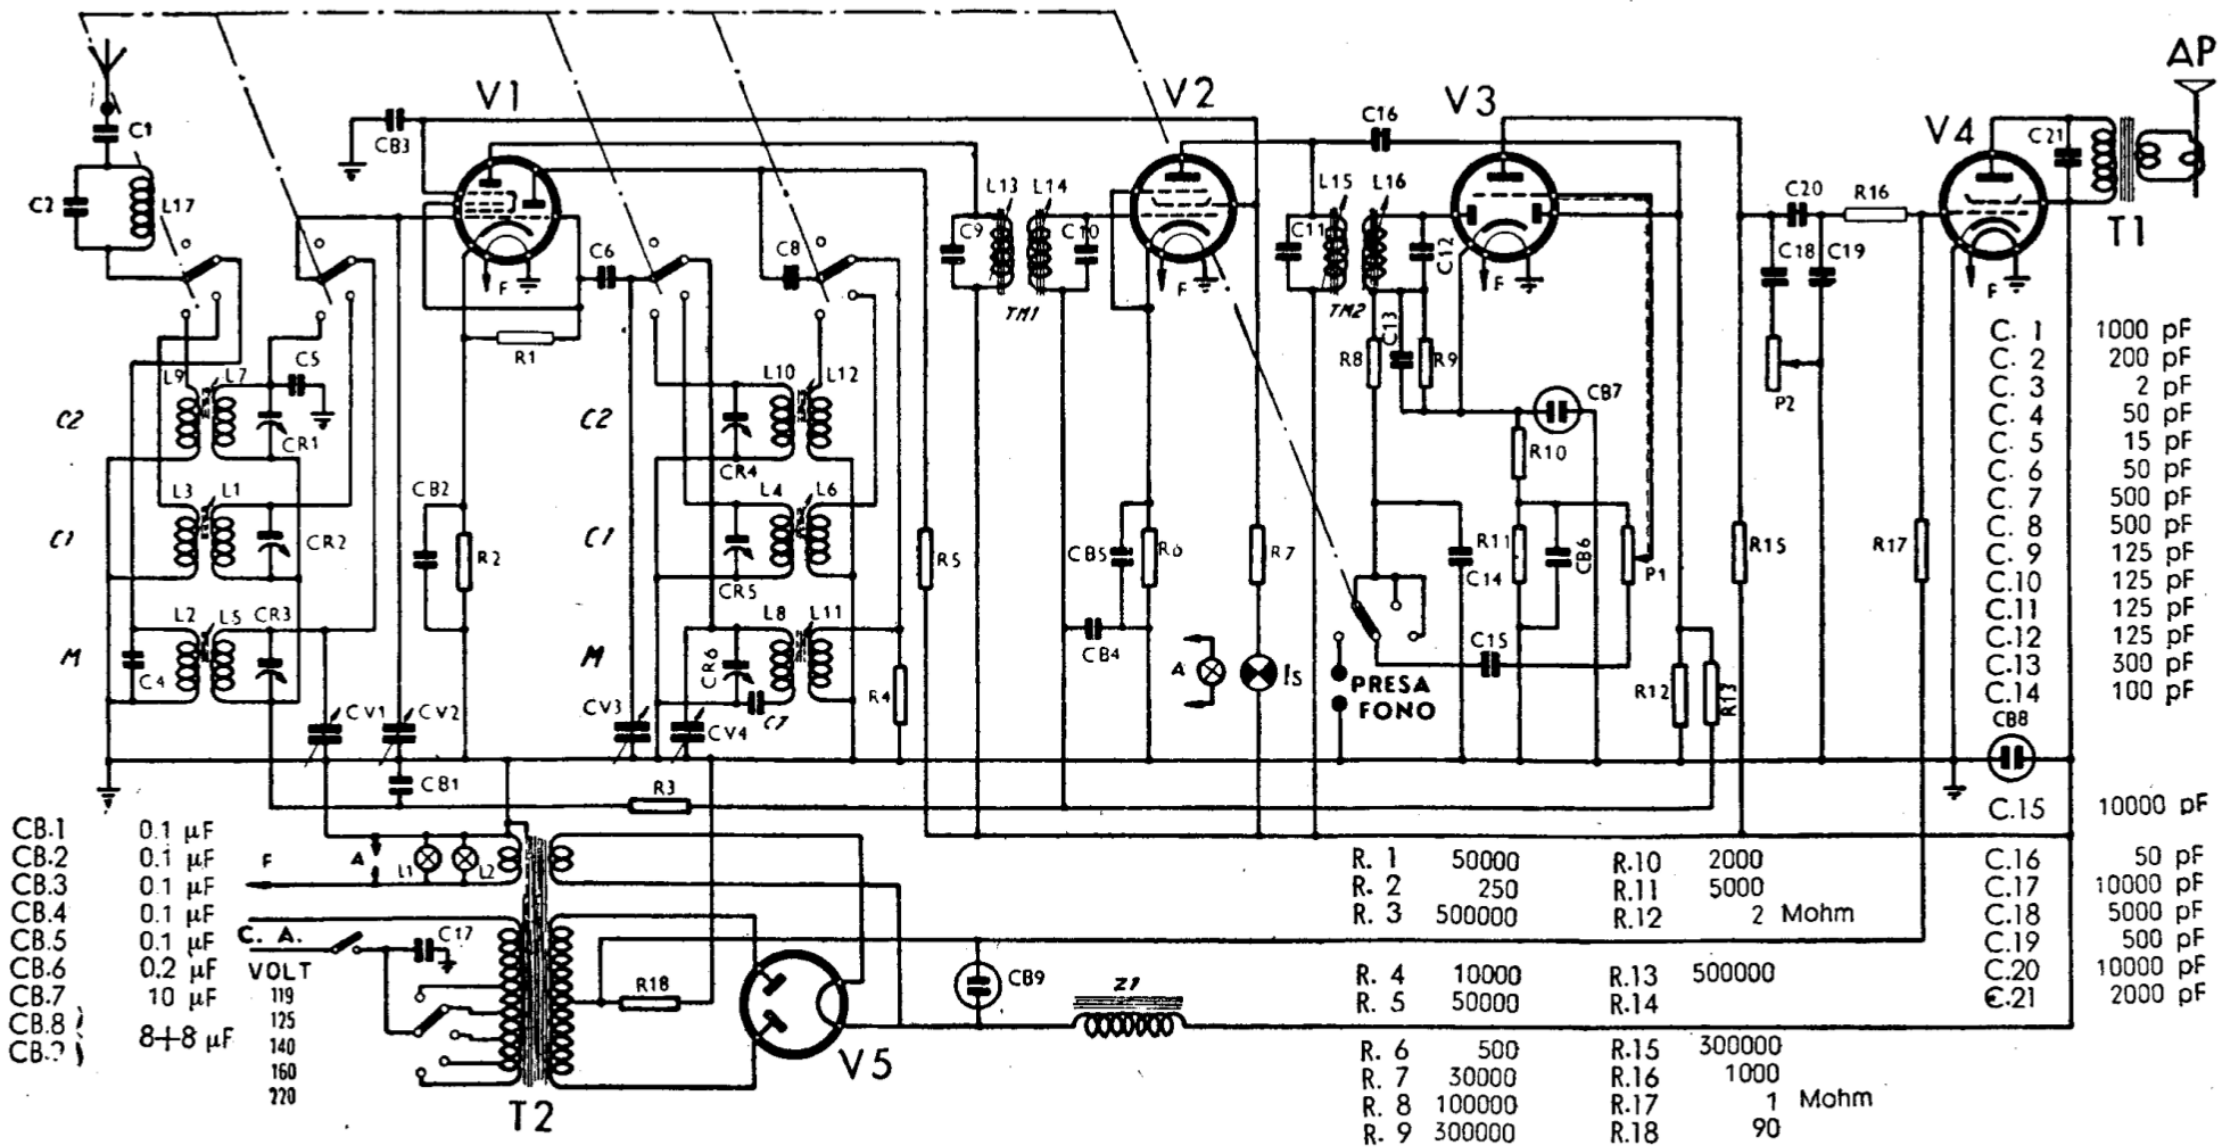 AP
V1
V2
V3
V4
C1
CB3
C16
C21
C2
L17
L13 L14
L15 L16
C20 R16
T1
C6
C8
C9
C10
C11
C12
C18 C19
F
F
F
F
TM1
TM2
R1
C13
R8
R9
P2
C5
L9 L7
L10 L12
CB7
C2
CR1
C2
CR4
R10
L3 L1
CB2
L4 L6
C1
CR2
R2
C1
CR5
R5
CB5
R6
R7
C14
R11
CB6
P1
R15
R17
L2 L5 CR3
L8 L11
M
C4
M
CR6
C7
R4
CB4
A
Is
C15
PRESA
FONO
R12
R13
CV1
CV2
CV3
CV4
CB8
CB1
R3
C. 1 1000 pF
C. 2 200 pF
C. 3 2 pF
C. 4 50 pF
C. 5 15 pF
C. 6 50 pF
C. 7 500 pF
C. 8 500 pF
C. 9 125 pF
C.10 125 pF
C.11 125 pF
C.12 125 pF
C.13 300 pF
C.14 100 pF
C.15 10000 pF
C.16 50 pF
C.17 10000 pF
C.18 5000 pF
C.19 500 pF
C.20 10000 pF
C.21 2000 pF
CB.1 0.1 µF
CB.2 0.1 µF
CB.3 0.1 µF
CB.4 0.1 µF
CB.5 0.1 µF
CB.6 0.2 µF
CB.7 10 µF
CB.8 )
8+8 µF
F
A
L1
L2
C. A.
C17
VOLT
119
125
140
160
220
T2
R18
V5
CB9
Z1
R. 1 50000 R.10 2000
R. 2 250 R.11 5000
R. 3 500000 R.12 2 Mohm
R. 4 10000 R.13 500000
R. 5 50000 R.14
R. 6 500 R.15 300000
R. 7 30000 R.16 1000
R. 8 100000 R.17 1 Mohm
R. 9 300000 R.18 90